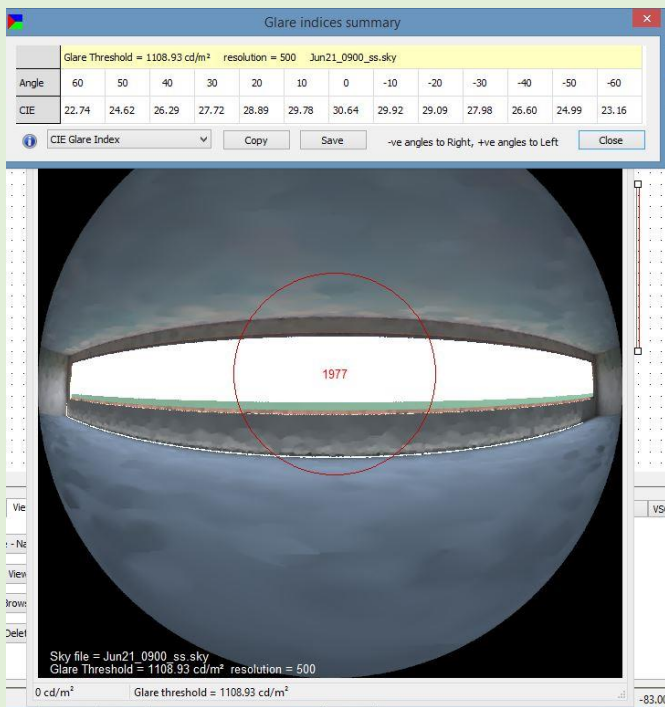 Glare indices summary
Glare Threshold = 1108.93 cd/m² resolution = 500 Jun21_0900_ss.sky
Angle 60 50 40 30 20 10 0 -10 -20 -30 -40 -50 -60
CIE 22.74 24.62 26.29 27.72 28.89 29.78 30.64 29.92 29.09 27.98 26.60 24.99 23.16
CIE Glare Index Copy Save -ve angles to Right, +ve angles to Left Close
1977
Vie
VS
- Na
View
Brows
Delet
Sky file = Jun21_0900_ss.sky
Glare Threshold = 1108.93 cd/m² resolution = 500
0 cd/m² Glare threshold = 1108.93 cd/m²
-83.00